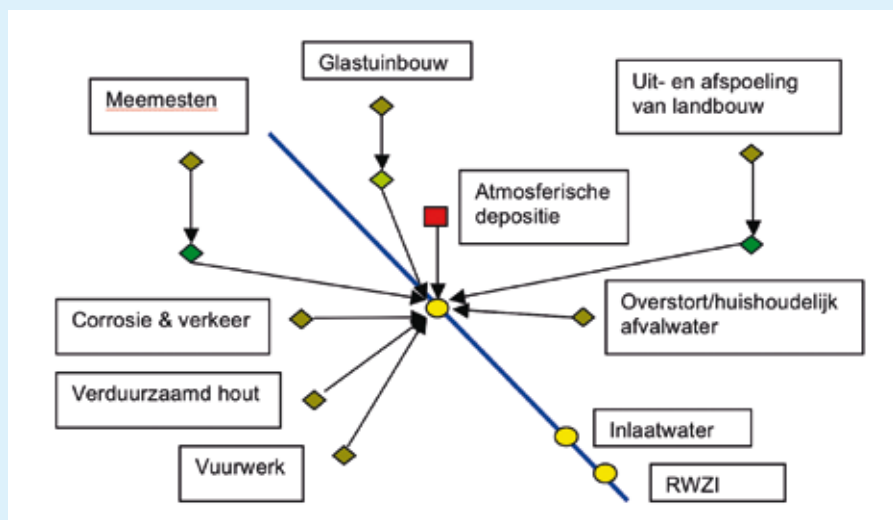 Glastuinbouw
Meemesten
Uit- en afspoeling
van landbouw
Atmosferische
depositie
Corrosie & verkeer
Overstort/huishoudelijk
afvalwater
Verduurzaamd hout
Inlaatwater
Vuurwerk
RWZI